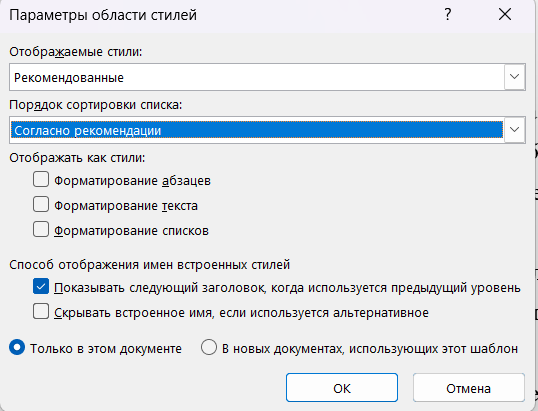 Параметры области стилей
?
Отображаемые стили:
Рекомендованные
Порядок сортировки списка:
Согласно рекомендации
Отображать как стили:
Форматирование абзацев
Форматирование текста
Форматирование списков
Способ отображения имен встроенных стилей
Показывать следующий заголовок, когда используется предыдущий уровень
Скрывать встроенное имя, если используется альтернативное
Только в этом документе В новых документах, использующих этот шаблон
ОК Отмена